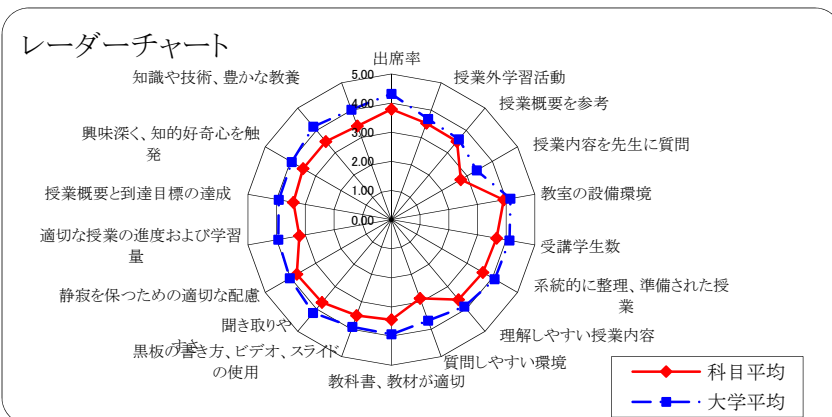 レーダーチャート
出席率
授業外学習活動
授業概要を参考
授業内容を先生に質問
教室の設備環境
受講学生数
系統的に整理、準備された授
業
理解しやすい授業内容
質問しやすい環境
教科書、教材が適切
黒板の書き方、ビデオ、スライド
の使用
聞き取りや
すさ
静寂を保つための適切な配慮
適切な授業の進度および学習
量
授業概要と到達目標の達成
興味深く、知的好奇心を触
発
知識や技術、豊かな教養
5.00
4.00
3.00
2.00
1.00
0.00
科目平均
大学平均